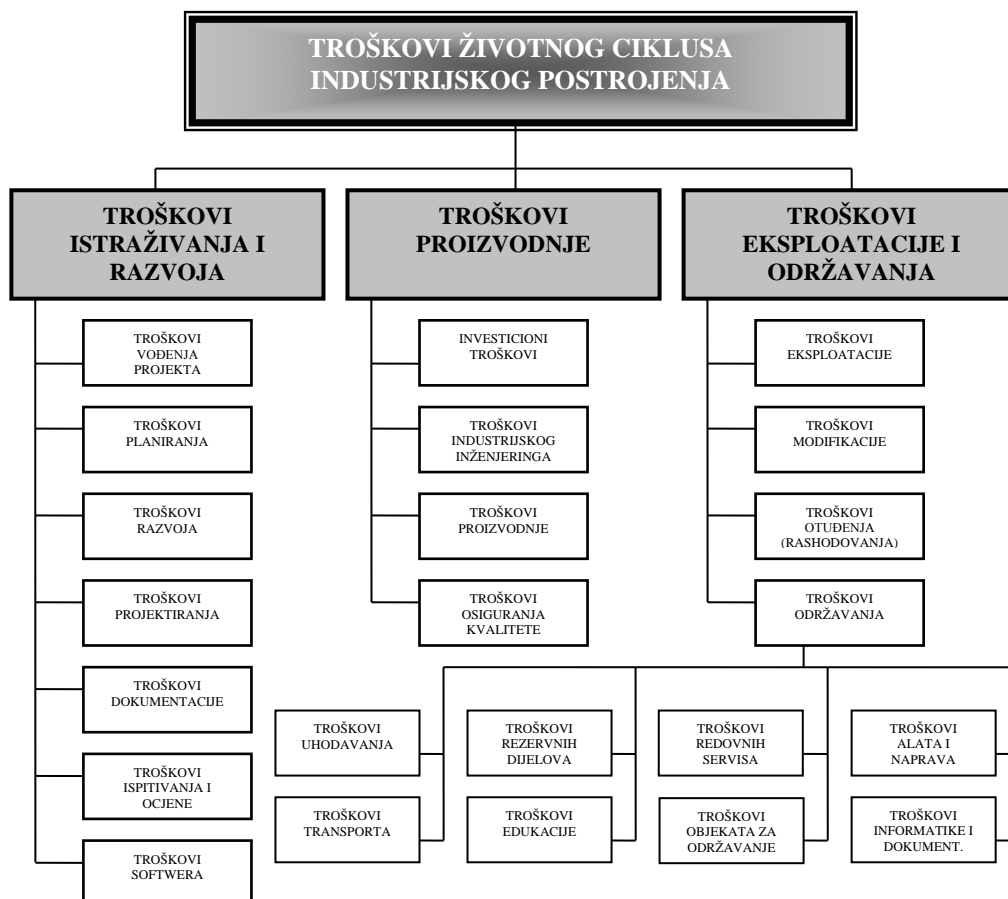 TROŠKOVI ŽIVOTNOG CIKLUSA
INDUSTRIJSKOG POSTROJENJA
TROŠKOVI
ISTRAŽIVANJA I
RAZVOJA
TROŠKOVI
VOĐENJA
PROJEKTA
TROŠKOVI
PLANIRANJA
TROŠKOVI
RAZVOJA
TROŠKOVI
PROJEKTIRANJA
TROŠKOVI
DOKUMENTACIJE
TROŠKOVI
ISPITIVANJA I
OCJENE
TROŠKOVI
SOFTWERA
TROŠKOVI
PROIZVODNJE
INVESTICIONI
TROŠKOVI
TROŠKOVI
INDUSTRIJSKOG
INŽENJERINGA
TROŠKOVI
PROIZVODNJE
TROŠKOVI
OSIGURANJA
KVALITETE
TROŠKOVI
EKSPLOATACIJE I
ODRŽAVANJA
TROŠKOVI
EKSPLOATACIJE
TROŠKOVI
MODIFIKACIJE
TROŠKOVI
OTUĐENJA
(RASHODOVANJA)
TROŠKOVI
ODRŽAVANJA
TROŠKOVI
UHODAVANJA
TROŠKOVI
REZERVNIH
DIJELOVA
TROŠKOVI
REDOVNIH
SERVISA
TROŠKOVI
ALATA I
NAPRAVA
TROŠKOVI
TRANSPORTA
TROŠKOVI
EDUKACIJE
TROŠKOVI
OBJEKATA ZA
ODRŽAVANJE
TROŠKOVI
INFORMATIKE I
DOKUMENT.